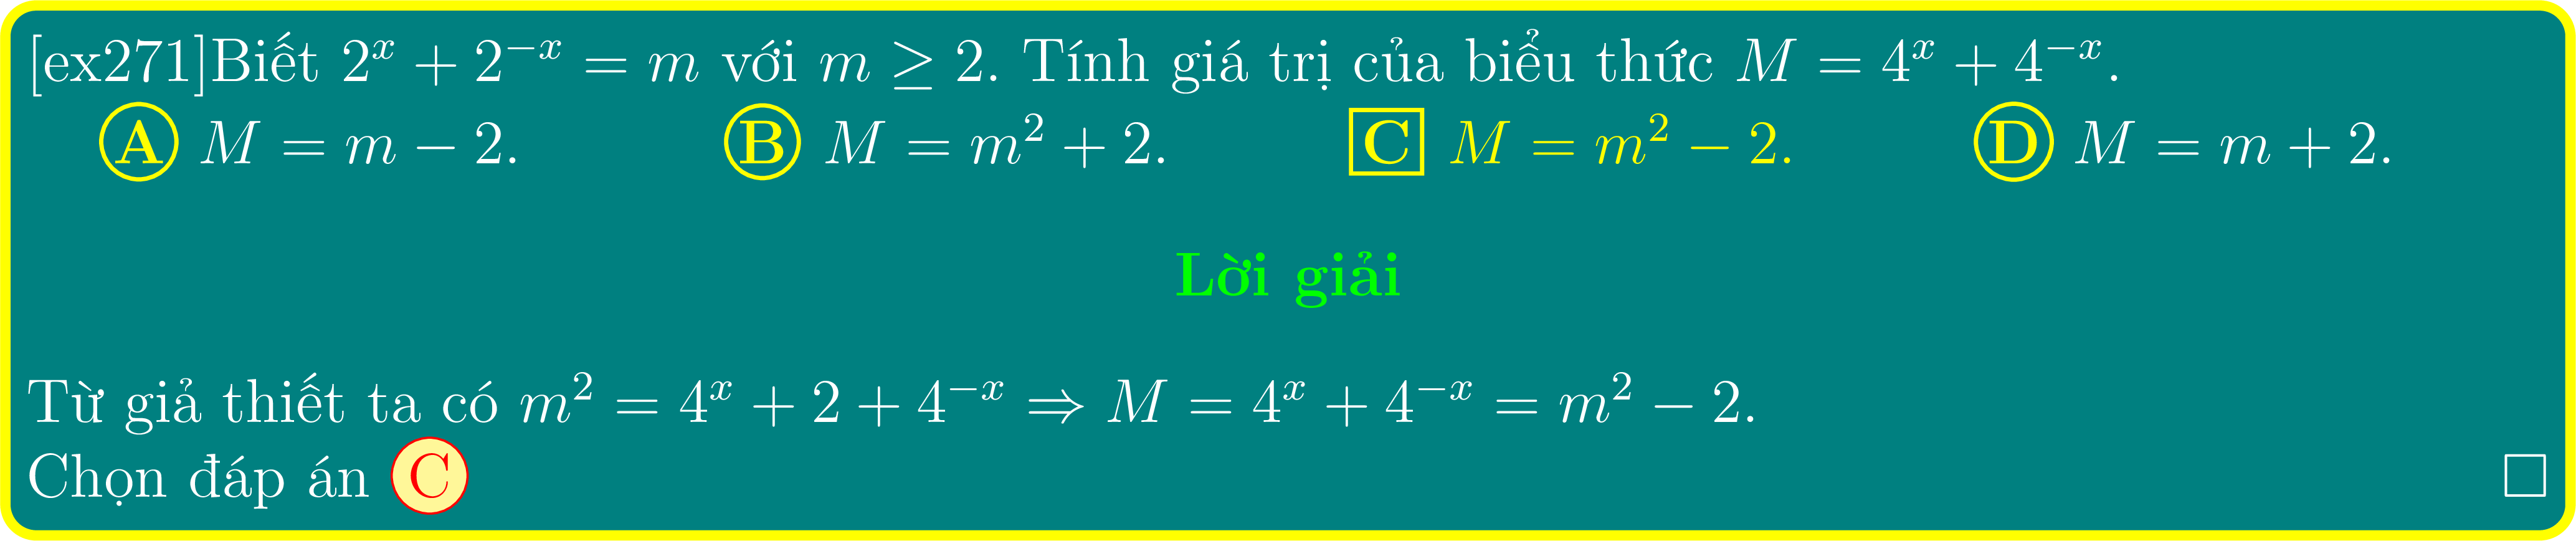 [ex271]Biết 2^x + 2^{−x} = m với m ≥ 2. Tính giá trị của biểu thức M = 4^x + 4^{−x}.
A M = m − 2. B M = m^2 + 2. C M = m^2 − 2. D M = m + 2.
Lời giải
Từ giả thiết ta có m^2 = 4^x + 2 + 4^{−x} ⇒ M = 4^x + 4^{−x} = m^2 − 2.
Chọn đáp án C □